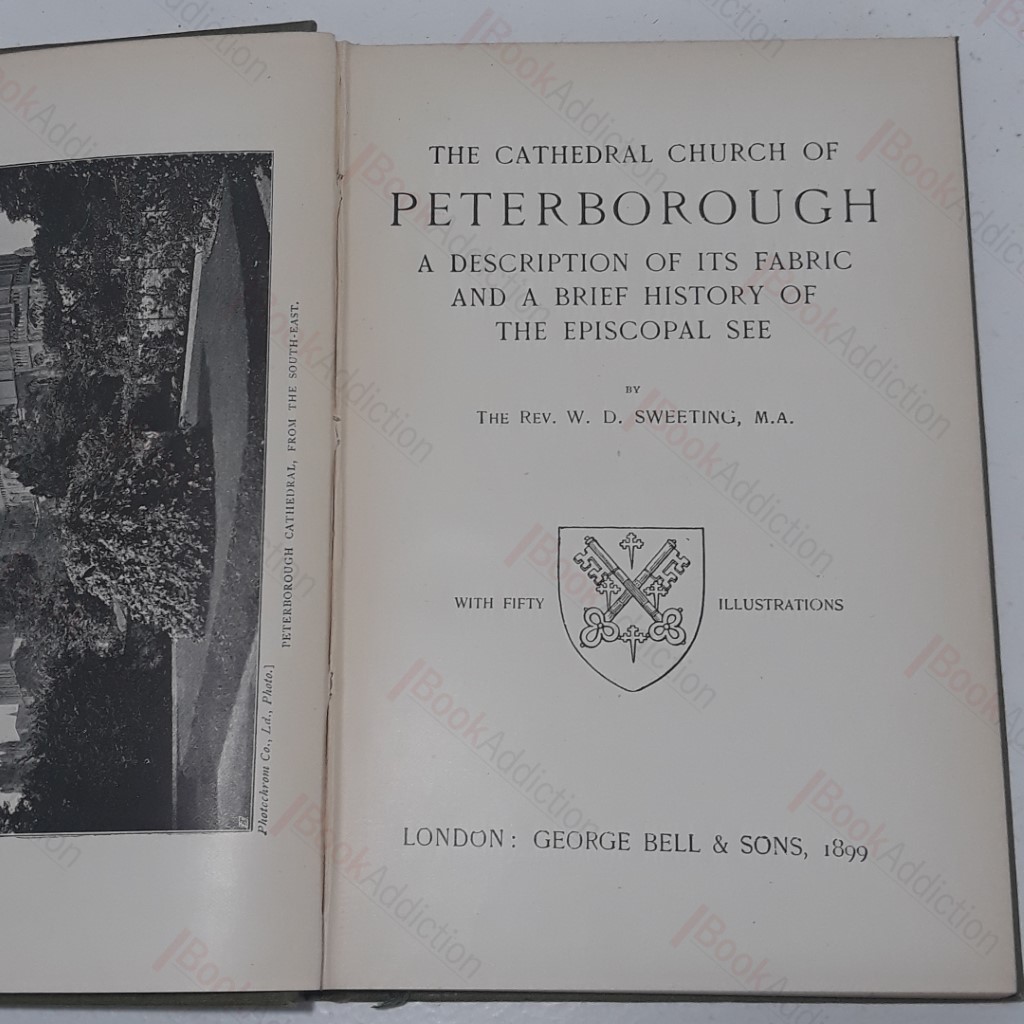 PETERBOROUGH CATHEDRAL, FROM THE SOUTH-EAST.
Photochrom Co., Ld., Photo.]
THE CATHEDRAL CHURCH OF
PETERBOROUGH
A DESCRIPTION OF ITS FABRIC
AND A BRIEF HISTORY OF
THE EPISCOPAL SEE
BY
THE REV. W. D. SWEETING, M.A.
WITH FIFTY ILLUSTRATIONS
LONDON: GEORGE BELL & SONS, 1899
BookAddiction